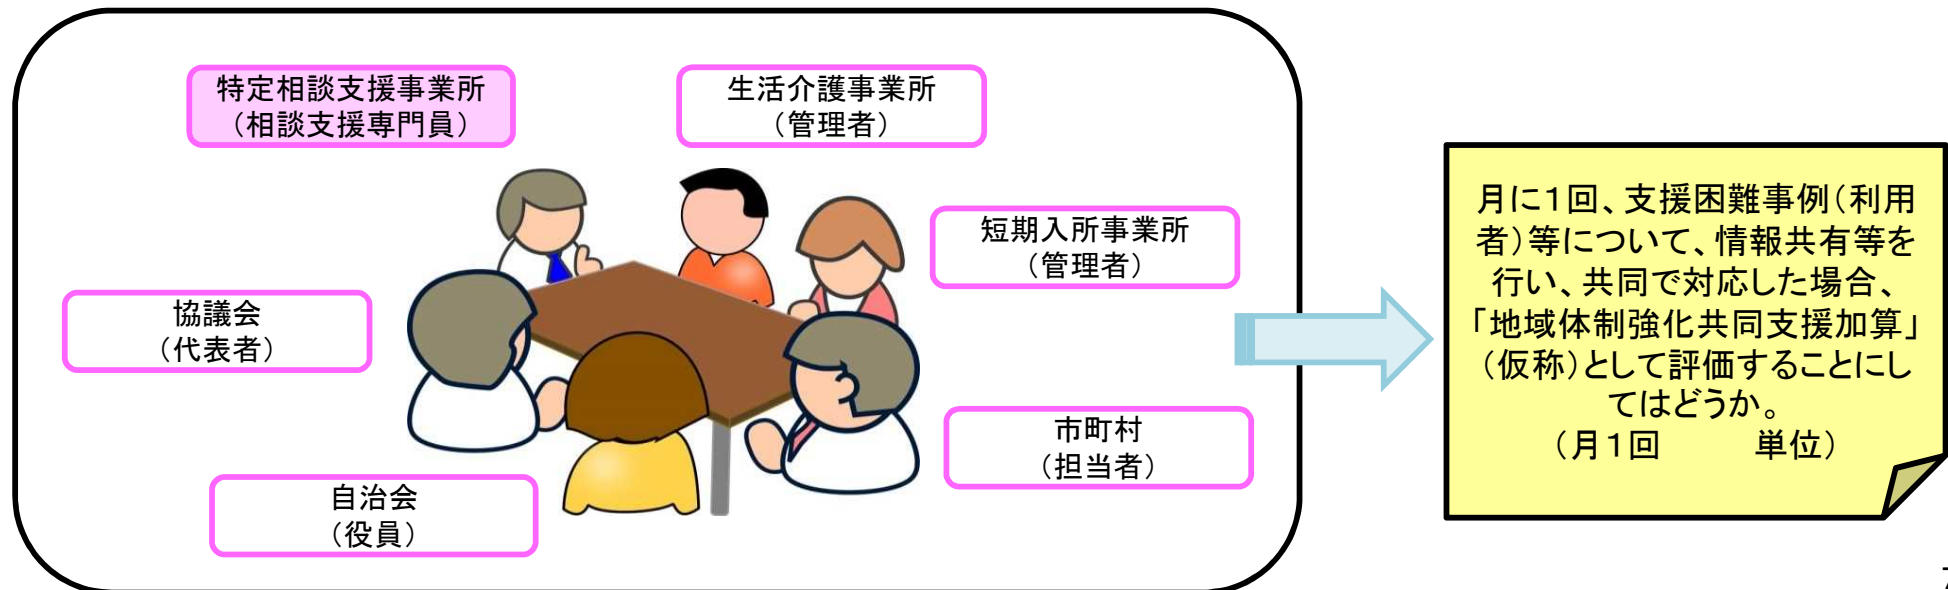 特定相談支援事業所
（相談支援専門員）
生活介護事業所
（管理者）
短期入所事業所
（管理者）
協議会
（代表者）
市町村
（担当者）
自治会
（役員）
月に１回、支援困難事例（利用
者）等について、情報共有等を
行い、共同で対応した場合、
「地域体制強化共同支援加算」
（仮称）として評価することにし
てはどうか。
（月１回　　　単位）